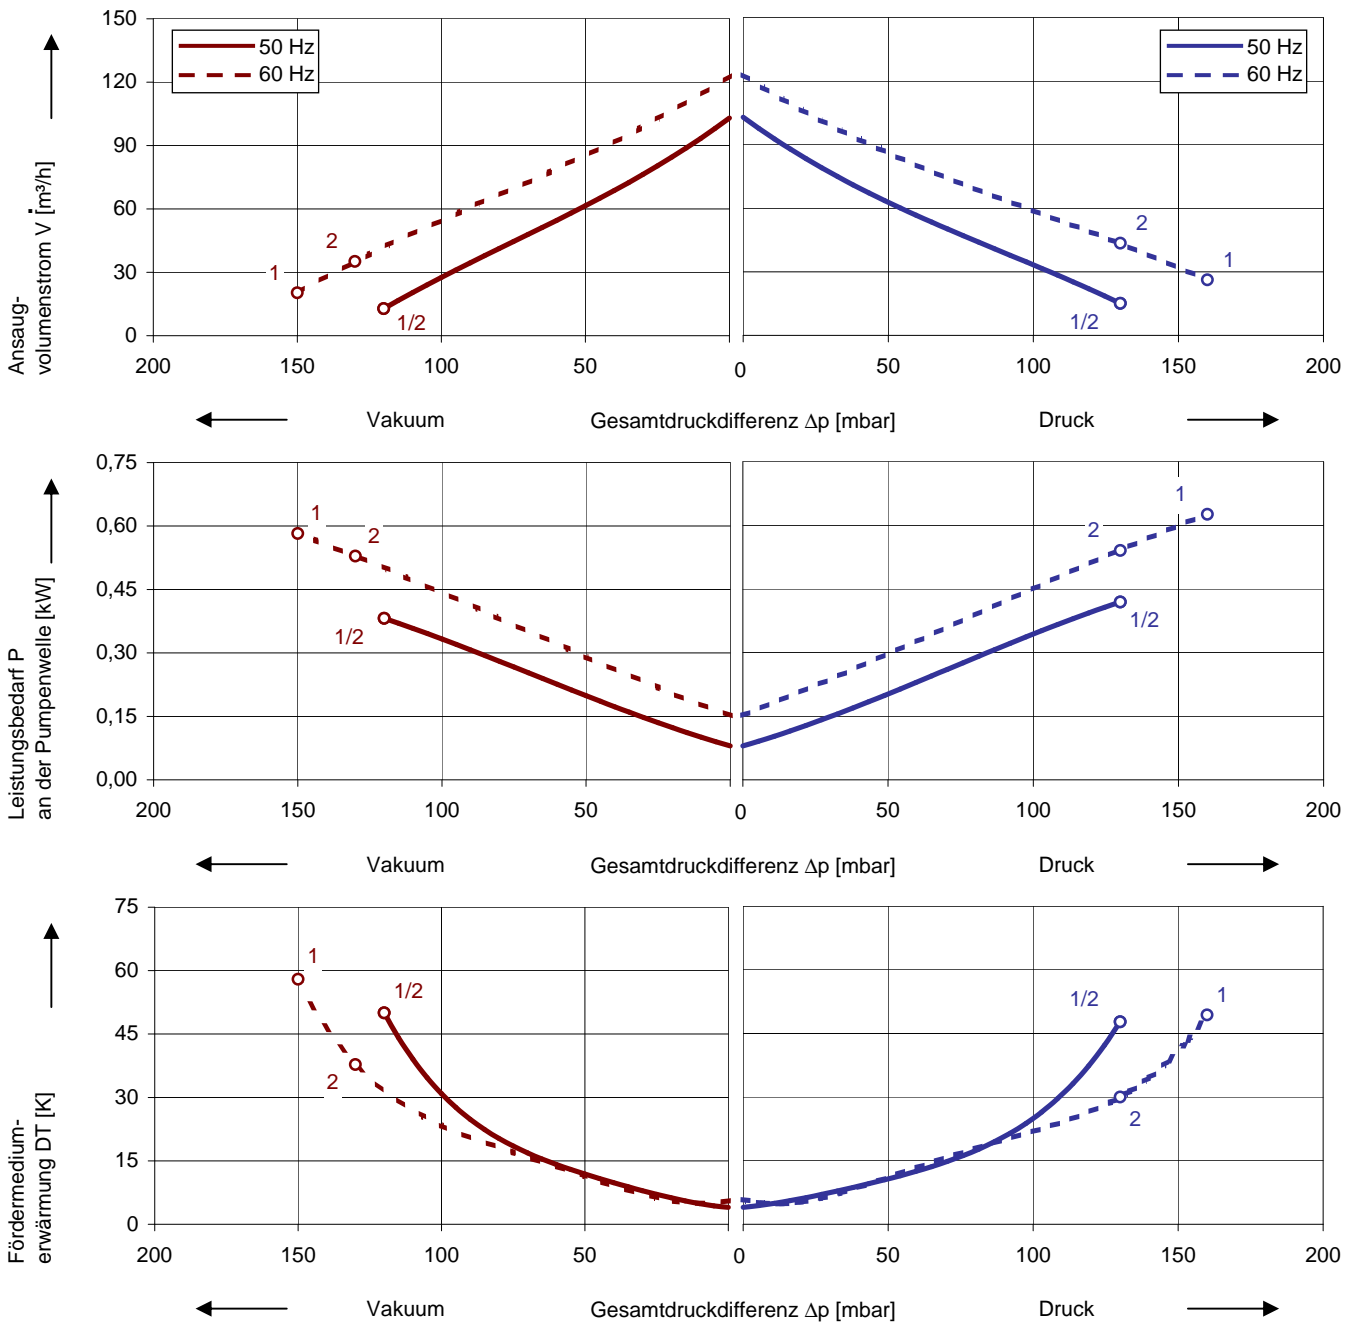 150
120
90
60
30
0
Ansaug-
volumenstrom V̇ [m³/h]
50 Hz
60 Hz
50 Hz
60 Hz
1
2
1/2
2
1
1/2
200 150 100 50 0 50 100 150 200
Vakuum Gesamtdruckdifferenz Δp [mbar] Druck
0,75
0,60
0,45
0,30
0,15
0,00
Leistungsbedarf P
an der Pumpenwelle [kW]
1
2
1/2
1
2
1/2
200 150 100 50 0 50 100 150 200
Vakuum Gesamtdruckdifferenz Δp [mbar] Druck
75
60
45
30
15
0
Fördermedium-
erwärmung DT [K]
1
1/2
2
1/2
1
2
200 150 100 50 0 50 100 150 200
Vakuum Gesamtdruckdifferenz Δp [mbar] Druck